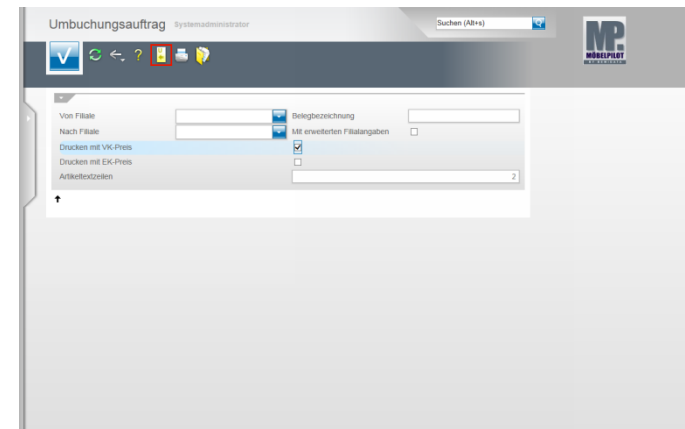 Umbuchungsauftrag Systemadministrator Suchen (Alt+s)
MP.
MÖBELPILOT
?
Von Filiale Belegbezeichnung
Nach Filiale Mit erweiterten Filialangaben
Drucken mit VK-Preis
Drucken mit EK-Preis
Artikeltextzeilen 2